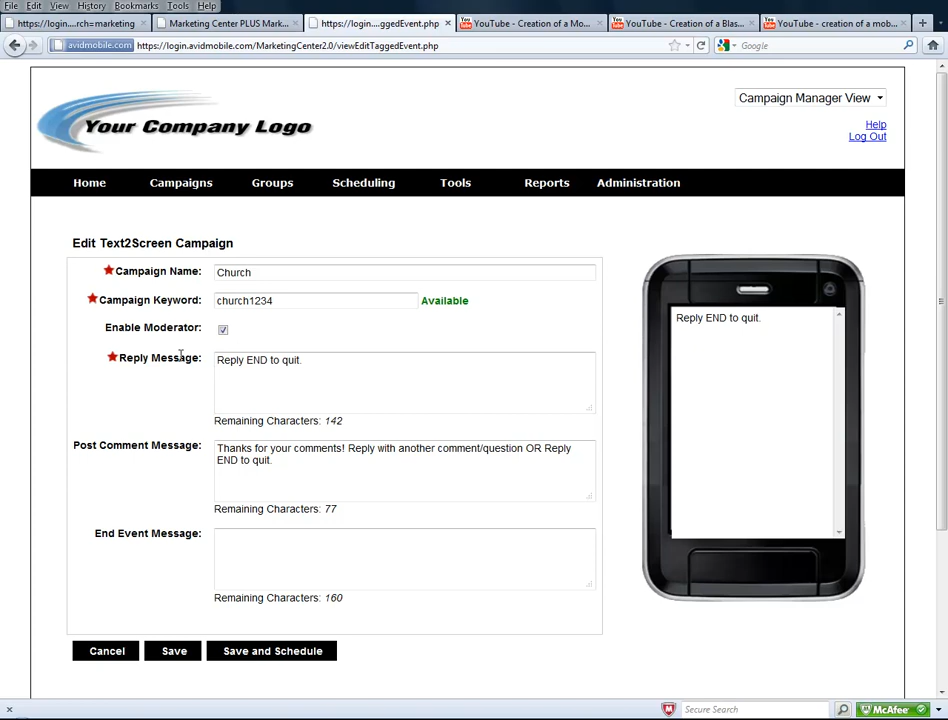 File Edit View History Bookmarks Tools Help
https://login....rch=marketing
Marketing Center PLUS Mark...
https://login....ggedEvent.php
YouTube - Creation of a Mo...
YouTube - Creation of a Blas...
YouTube - creation of a mob...
avidmobile.com https://login.avidmobile.com/MarketingCenter2.0/viewEditTaggedEvent.php
Google
Your Company Logo
Campaign Manager View
Help
Log Out
Home Campaigns Groups Scheduling Tools Reports Administration
Edit Text2Screen Campaign
Campaign Name: Church
Campaign Keyword: church1234 Available
Enable Moderator:
Reply Message: Reply END to quit.
Remaining Characters: 142
Post Comment Message: Thanks for your comments! Reply with another comment/question OR Reply
END to quit.
Remaining Characters: 77
End Event Message:
Remaining Characters: 160
Reply END to quit.
Cancel Save Save and Schedule
Secure Search
McAfee